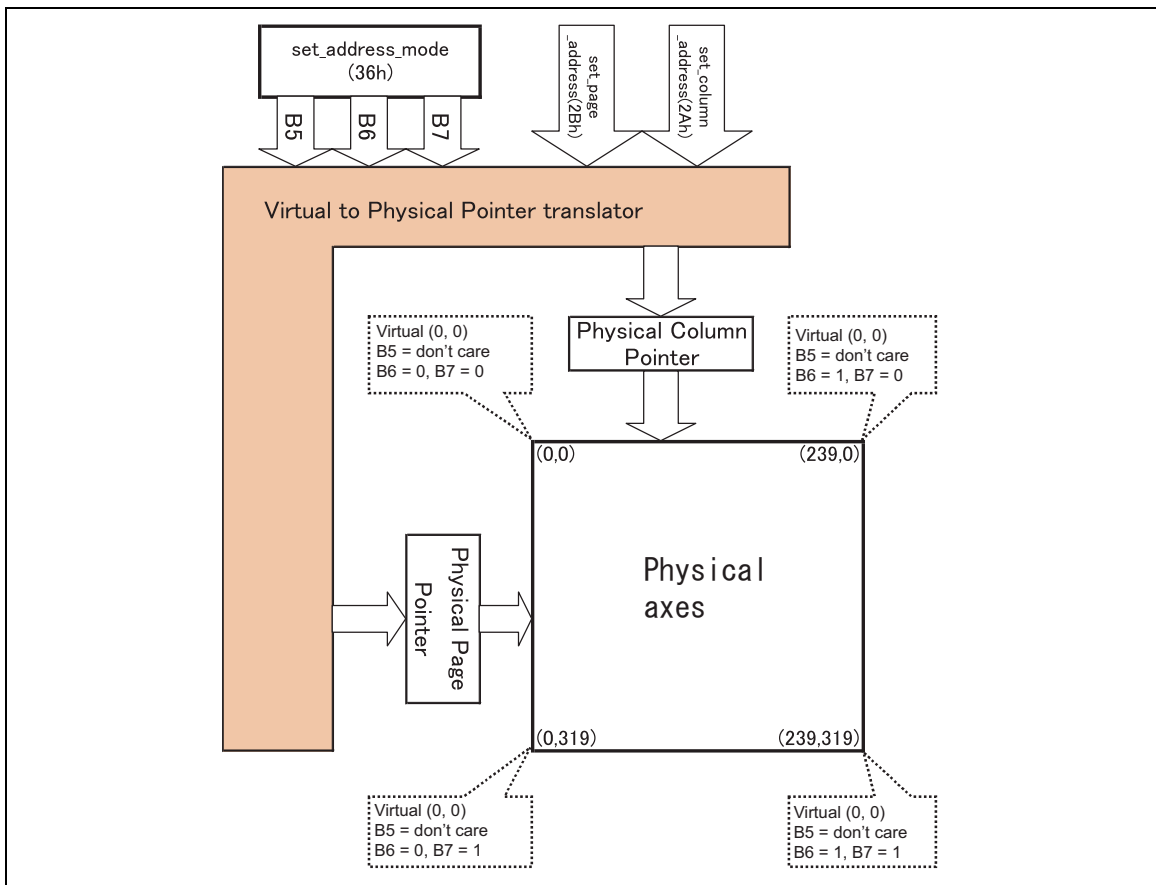 set_address_mode
(36h)
B5
B6
B7
set_page
_address(2Bh)
set_column
_address(2Ah)
Virtual to Physical Pointer translator
Physical Column
Pointer
Virtual (0, 0)
B5 = don't care
B6 = 0, B7 = 0
Virtual (0, 0)
B5 = don't care
B6 = 1, B7 = 0
(0,0)
(239,0)
Physical Page
Pointer
Physical
axes
(0,319)
(239,319)
Virtual (0, 0)
B5 = don't care
B6 = 0, B7 = 1
Virtual (0, 0)
B5 = don't care
B6 = 1, B7 = 1